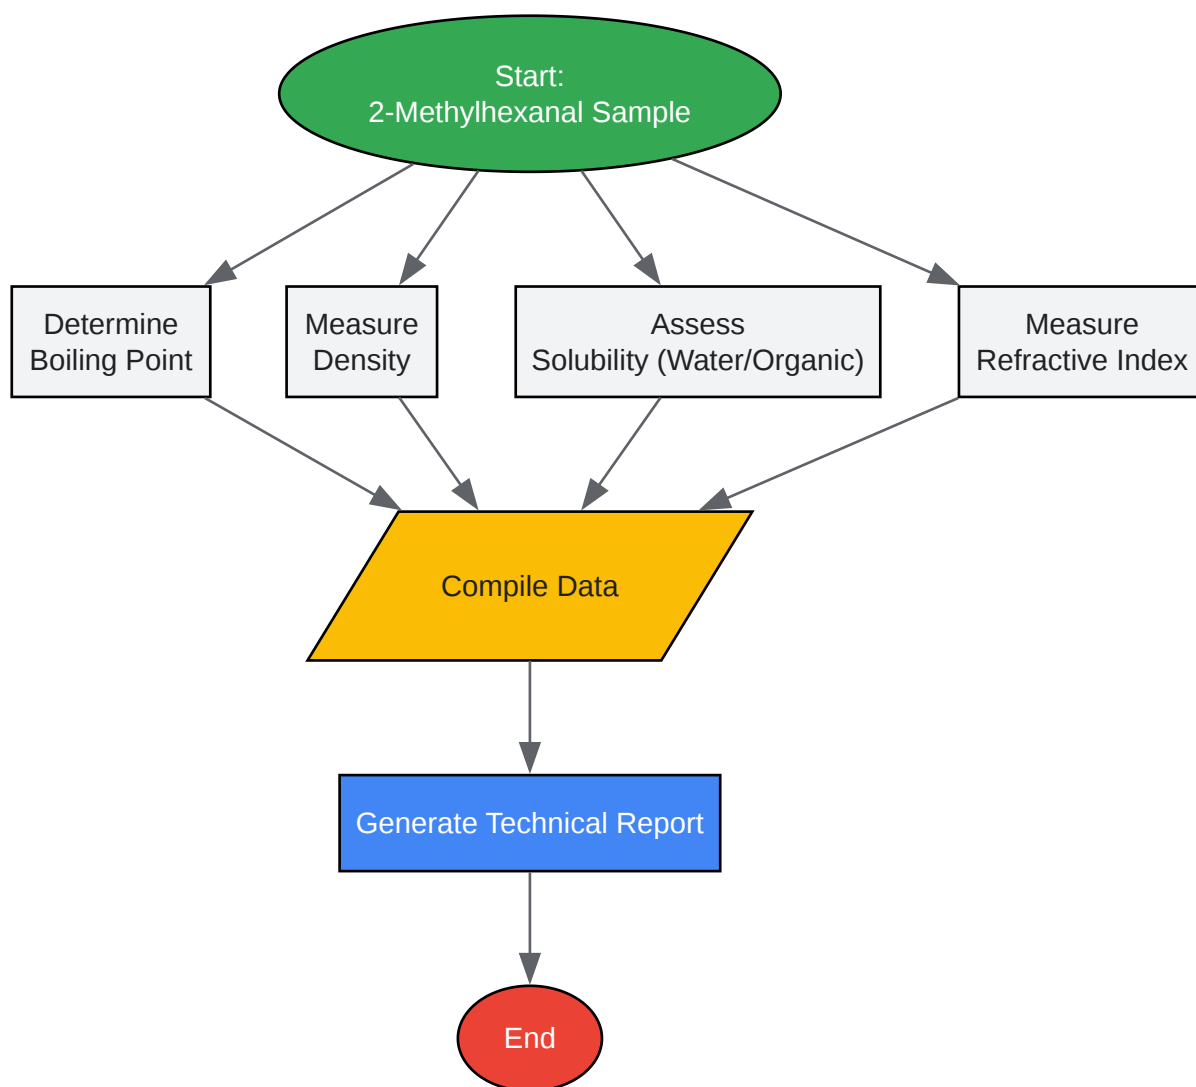 Start:
2-Methylhexanal Sample
Determine
Boiling Point
Measure
Density
Assess
Solubility (Water/Organic)
Measure
Refractive Index
Compile Data
Generate Technical Report
End